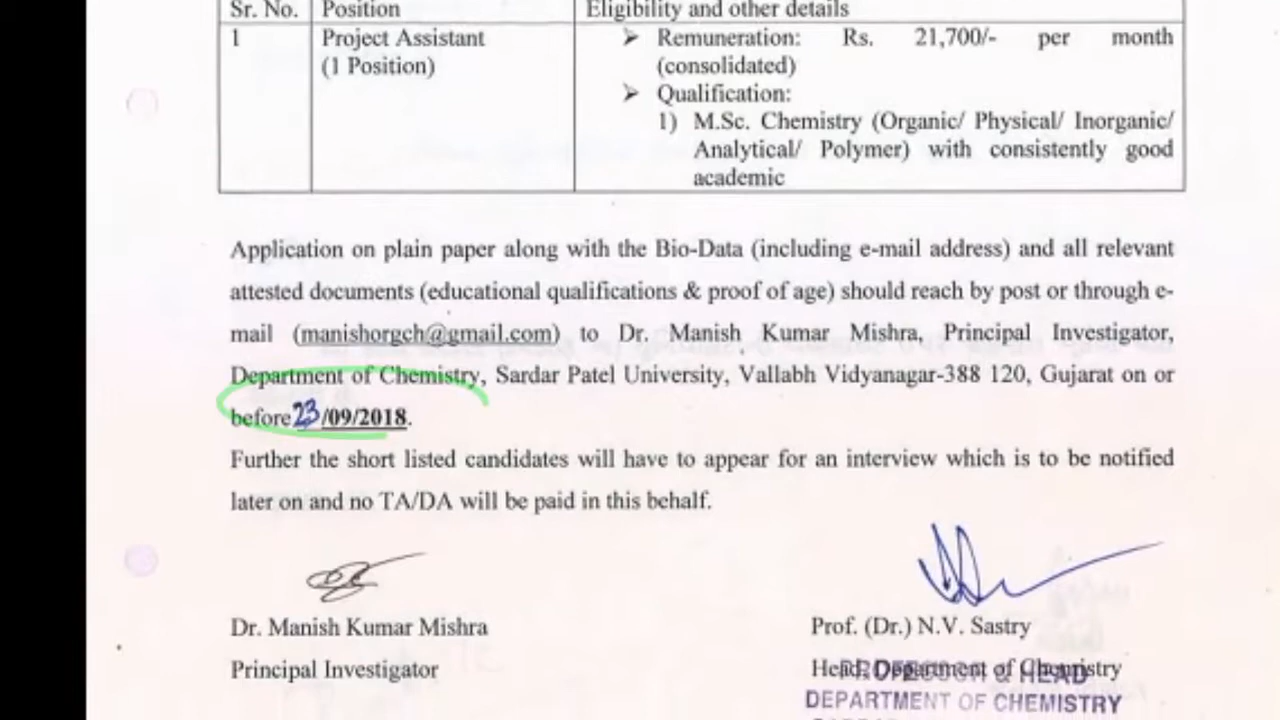 Sr. No. Position Eligibility and other details
1 Project Assistant ➤ Remuneration: Rs. 21,700/- per month
(1 Position) (consolidated)
➤ Qualification:
1) M.Sc. Chemistry (Organic/ Physical/ Inorganic/
Analytical/ Polymer) with consistently good
academic
Application on plain paper along with the Bio-Data (including e-mail address) and all relevant
attested documents (educational qualifications & proof of age) should reach by post or through e-
mail (manishorgch@gmail.com) to Dr. Manish Kumar Mishra, Principal Investigator,
Department of Chemistry, Sardar Patel University, Vallabh Vidyanagar-388 120, Gujarat on or
before 23/09/2018.
Further the short listed candidates will have to appear for an interview which is to be notified
later on and no TA/DA will be paid in this behalf.
Dr. Manish Kumar Mishra Prof. (Dr.) N.V. Sastry
Principal Investigator Head, Department of Chemistry
PROFESSOR & HEAD
DEPARTMENT OF CHEMISTRY